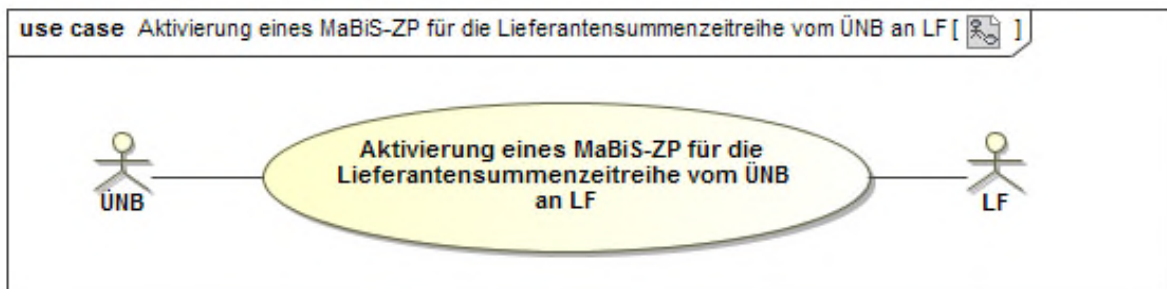 use case Aktivierung eines MaBiS-ZP für die Lieferantensummenzeitreihe vom ÜNB an LF [ ]
Aktivierung eines MaBiS-ZP für die
Lieferantensummenzeitreihe vom ÜNB
an LF
ÜNB
LF